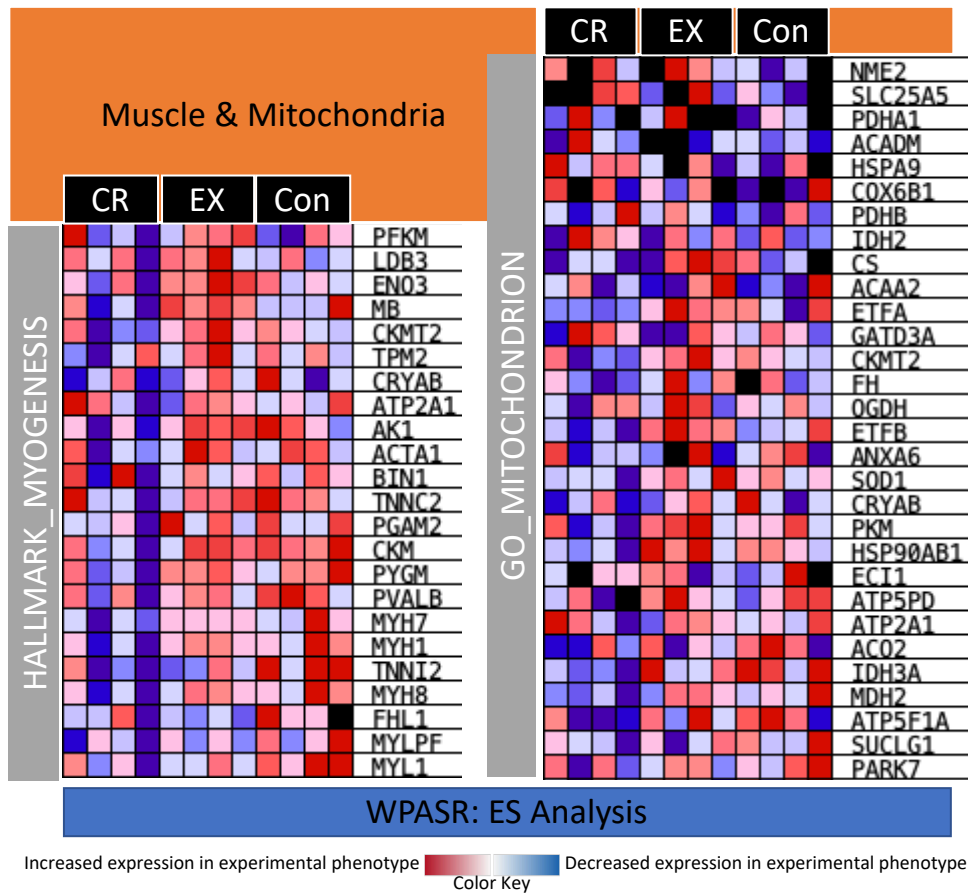 Muscle & Mitochondria
CR EX Con
HALLMARK_MYOGENESIS
PFKM
LDB3
ENO3
MB
CKMT2
TPM2
CRYAB
ATP2A1
AK1
ACTA1
BIN1
TNNC2
PGAM2
CKM
PYGM
PVALB
MYH7
MYH1
TNNI2
MYH8
FHL1
MYLPF
MYL1
CR EX Con
GO_MITOCHONDRION
NME2
SLC25A5
PDHA1
ACADM
HSPA9
COX6B1
PDHB
IDH2
CS
ACAA2
ETFA
GATD3A
CKMT2
FH
OGDH
ETFB
ANXA6
SOD1
CRYAB
PKM
HSP90AB1
ECI1
ATP5PD
ATP2A1
ACO2
IDH3A
MDH2
ATP5F1A
SUCLG1
PARK7
WPASR: ES Analysis
Increased expression in experimental phenotype Decreased expression in experimental phenotype
Color Key